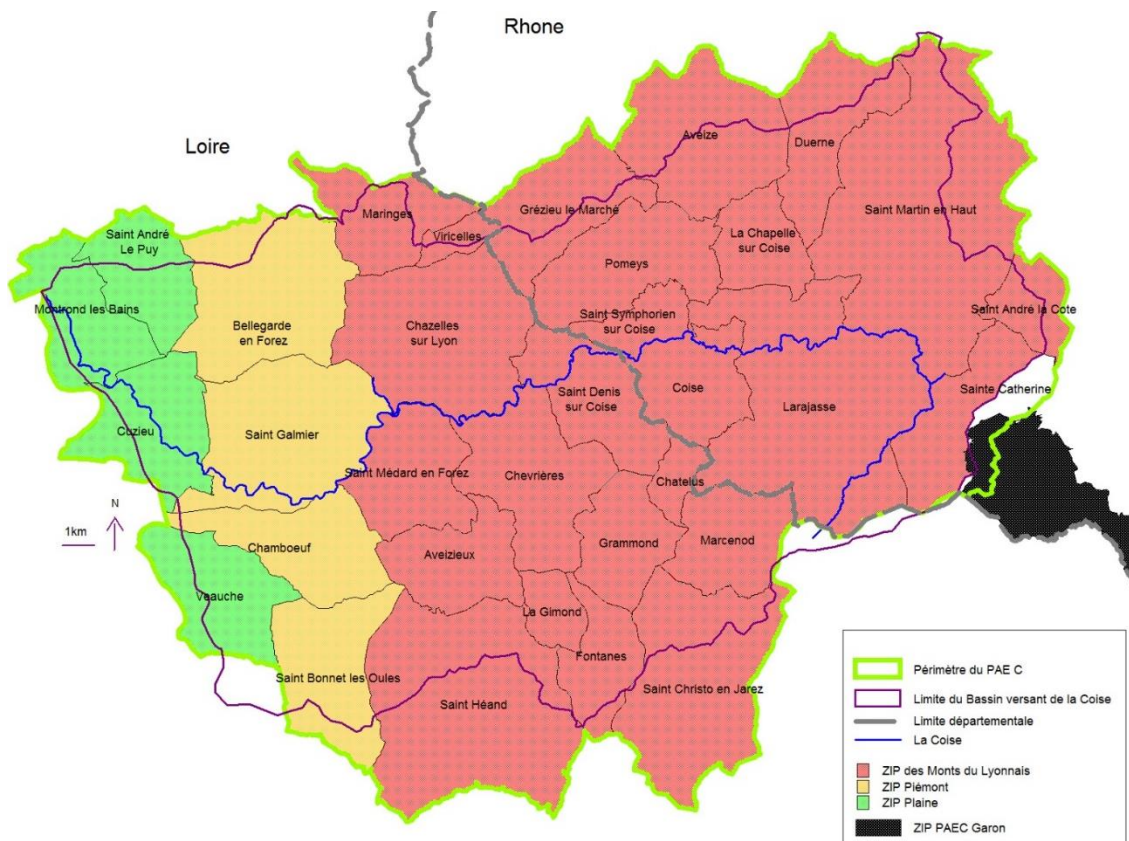 Rhone
Loire
Aveize
Duerne
Saint Martin en Haut
Maringes
Grézieu le Marché
Viricelles
La Chapelle
sur Coise
Saint André
Le Puy
Pomeys
Montrond les Bains
Bellegarde
en Forez
Chazelles
sur Lyon
Saint Symphorien
sur Coise
Saint André la Cote
Saint Denis
sur Coise
Coise
Sainte Catherine
Larajasse
Cuzieu
Saint Galmier
Saint Médard en Forez
Chevrières
Chatelus
N
1km
Chamboeuf
Aveizieux
Grammond
Marcenod
Veauche
La Gimond
Fontanes
Saint Bonnet les Oules
Saint Héand
Saint Christo en Jarez
Périmètre du PAE C
Limite du Bassin versant de la Coise
Limite départementale
La Coise
ZIP des Monts du Lyonnais
ZIP Piémont
ZIP Plaine
ZIP PAEC Garon